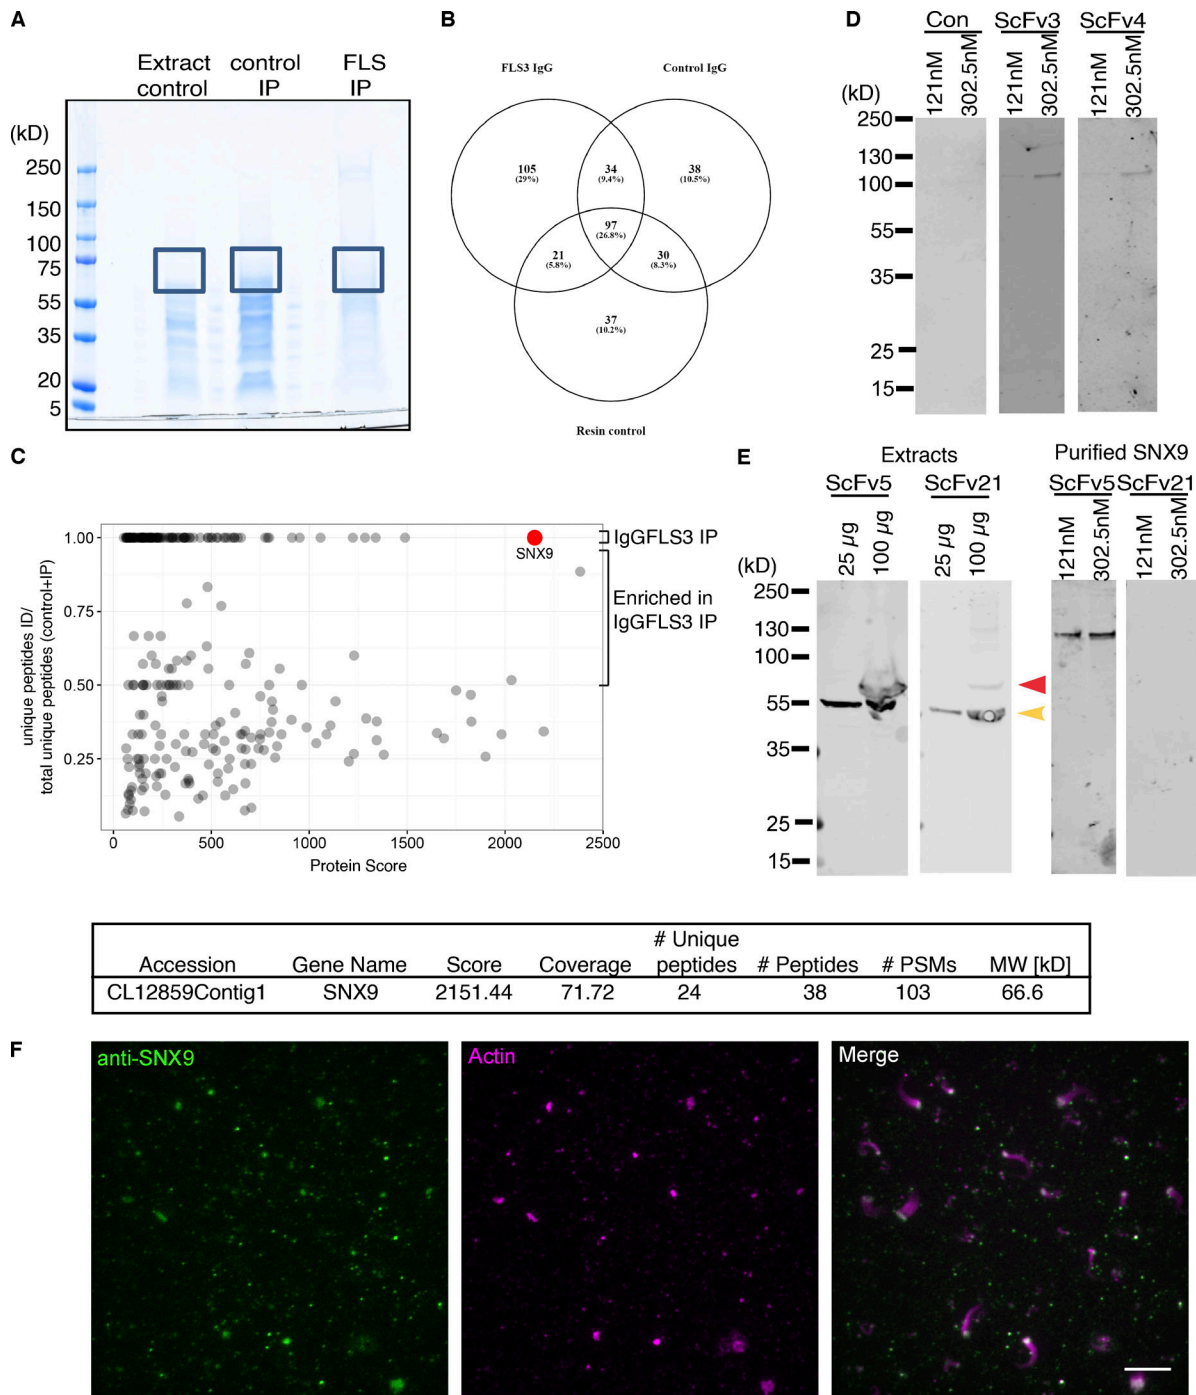 A
Extract control
control IP
FLS IP
(kD)
250
150
100
75
55
35
20
5
B
FLS3 IgG
Control IgG
105
(29%)
34
(9.4%)
38
(10.5%)
97
(26.8%)
21
(5.8%)
30
(8.3%)
37
(10.2%)
Resin control
C
unique peptides ID/
total unique peptides (control+IP)
1.00
0.75
0.50
0.25
0
500
1000
1500
2000
2500
Protein Score
SNX9
IgGFLS3 IP
Enriched in
IgGFLS3 IP
D
Con
ScFv3
ScFv4
121nM
302.5nM
121nM
302.5nM
121nM
302.5nM
(kD)
250
130
100
55
35
25
15
E
Extracts
Purified SNX9
ScFv5
ScFv21
ScFv5
ScFv21
25 µg
100 µg
25 µg
100 µg
121nM
302.5nM
121nM
302.5nM
(kD)
250
130
100
55
35
25
15
# Unique
Accession Gene Name Score Coverage peptides # Peptides # PSMs MW [kD]
CL12859Contig1 SNX9 2151.44 71.72 24 38 103 66.6
F
anti-SNX9
Actin
Merge